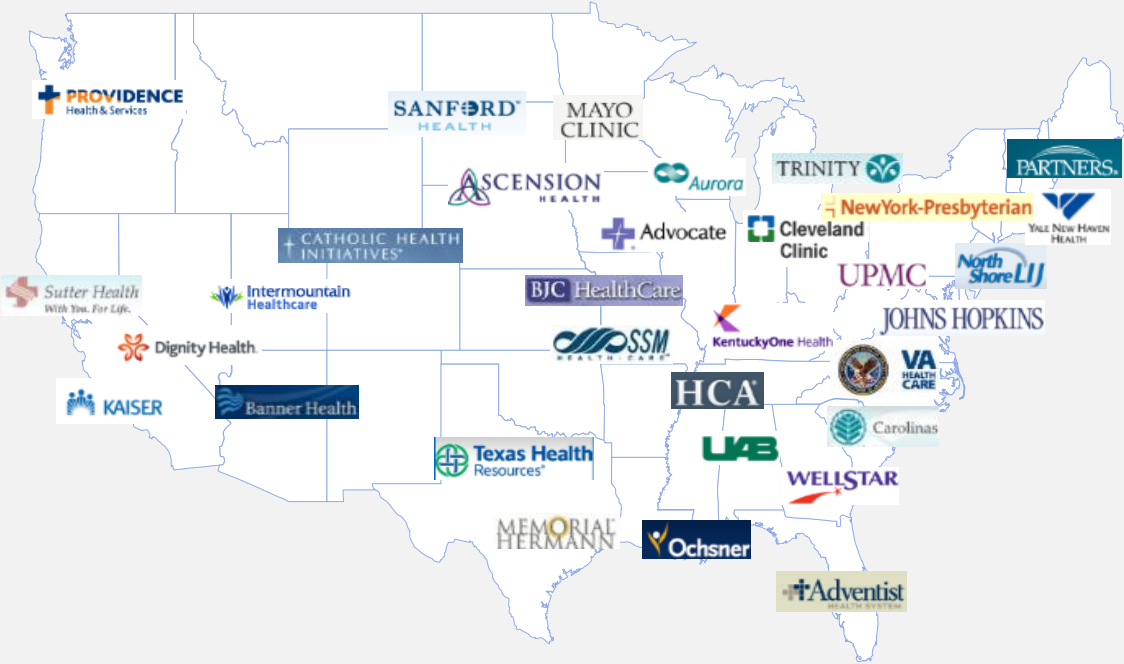 PROVIDENCE
Health & Services
SANFORD
HEALTH
MAYO
CLINIC
ASCENSION
HEALTH
Aurora
TRINITY
PARTNERS
NewYork-Presbyterian
YALE NEW HAVEN
HEALTH
CATHOLIC HEALTH
INITIATIVES
Advocate
Cleveland
Clinic
UPMC
North
Shore LIJ
Sutter Health
With You. For Life.
Intermountain
Healthcare
BJC HealthCare
JOHNS HOPKINS
Dignity Health
SSM
HEALTH·CARE
KentuckyOne Health
VA
HEALTH
CARE
KAISER
Banner Health
HCA
Carolinas
Texas Health
Resources
UAB
WELLSTAR
MEMORIAL
HERMANN
Ochsner
Adventist
HEALTH SYSTEM